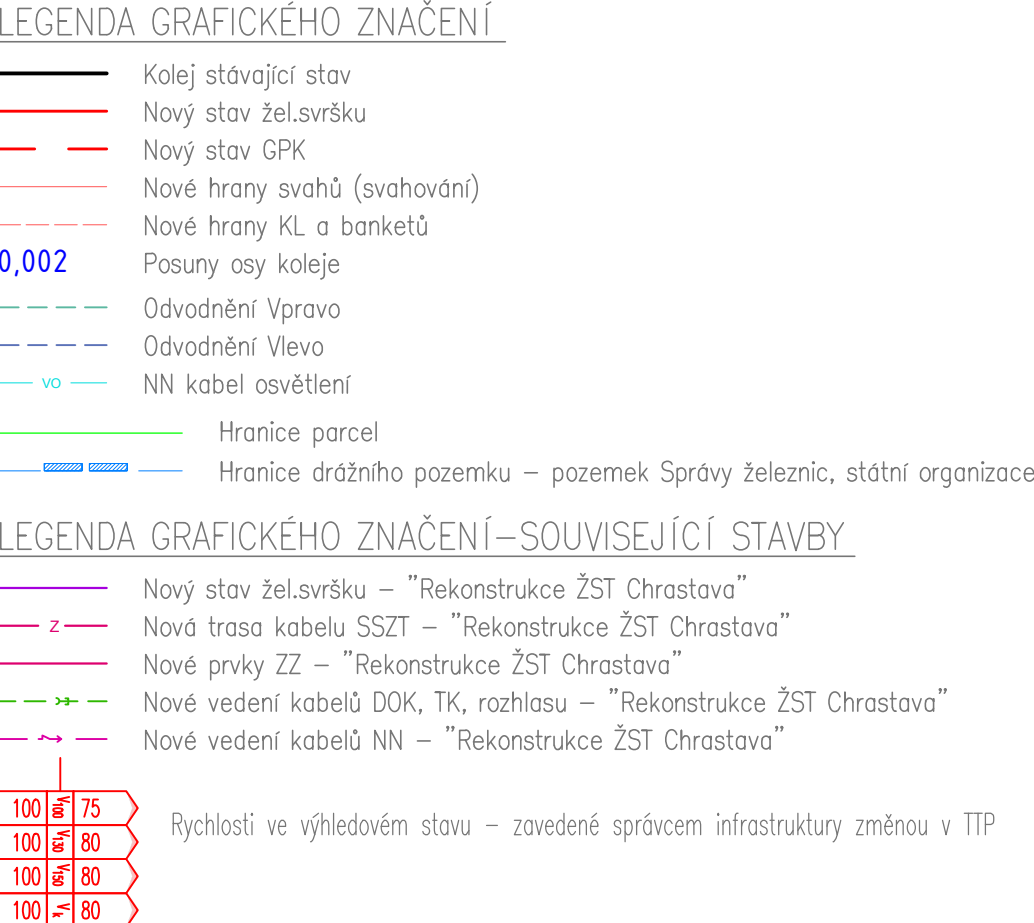 LEGENDA GRAFICKÉHO ZNAČENÍ
Kolej stávající stav
Nový stav žel.svršku
Nový stav GPK
Nové hrany svahů (svahování)
Nové hrany KL a banketů
0,002 Posuny osy koleje
Odvodnění Vpravo
Odvodnění Vlevo
VO NN kabel osvětlení
Hranice parcel
Hranice drážního pozemku – pozemek Správy železnic, státní organizace
LEGENDA GRAFICKÉHO ZNAČENÍ–SOUVISEJÍCÍ STAVBY
Nový stav žel.svršku – ”Rekonstrukce ŽST Chrastava”
Z Nová trasa kabelu SSZT – ”Rekonstrukce ŽST Chrastava”
Nové prvky ZZ – ”Rekonstrukce ŽST Chrastava”
Nové vedení kabelů DOK, TK, rozhlasu – ”Rekonstrukce ŽST Chrastava”
Nové vedení kabelů NN – ”Rekonstrukce ŽST Chrastava”
100 V100 75
Rychlosti ve výhledovém stavu – zavedené správcem infrastruktury změnou v TTP
100 V130 80
100 V150 80
100 Vk 80